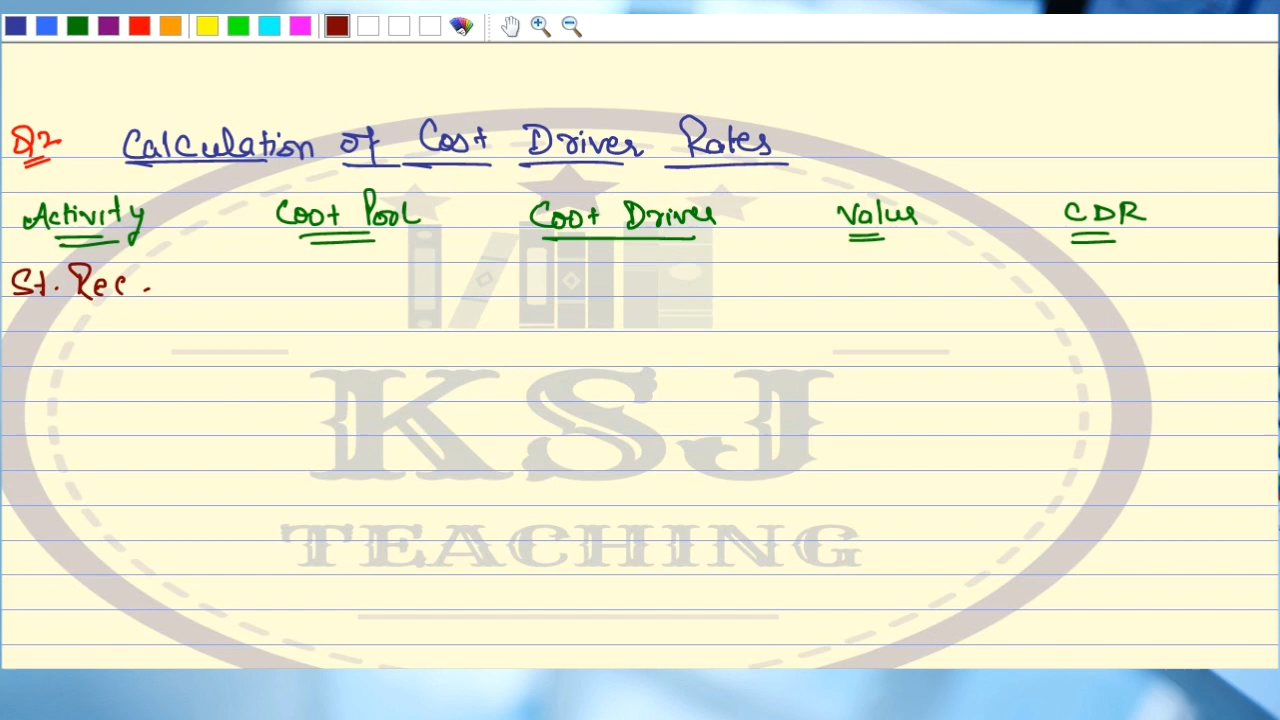 Q2 Calculation of Cost Driver Rates
Activity Cost Pool Cost Driver Value CDR
St. Rec.
KSJ
TEACHING